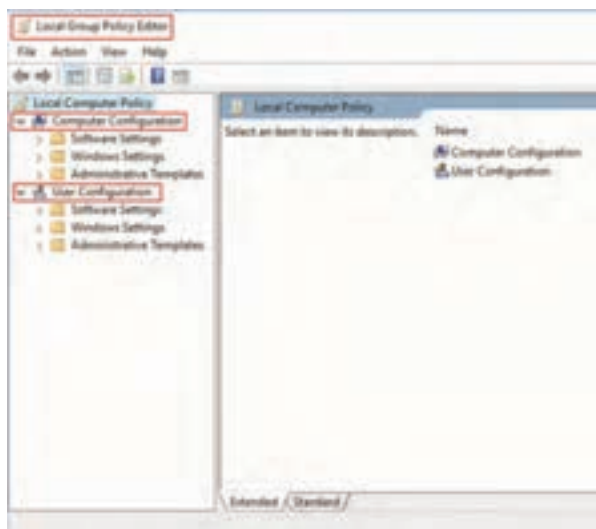 Local Group Policy Editor
File Action View Help
Local Computer Policy
Computer Configuration
Software Settings
Windows Settings
Administrative Templates
User Configuration
Software Settings
Windows Settings
Administrative Templates
Local Computer Policy
Select an item to view its description.
Name
Computer Configuration
User Configuration
Extended Standard